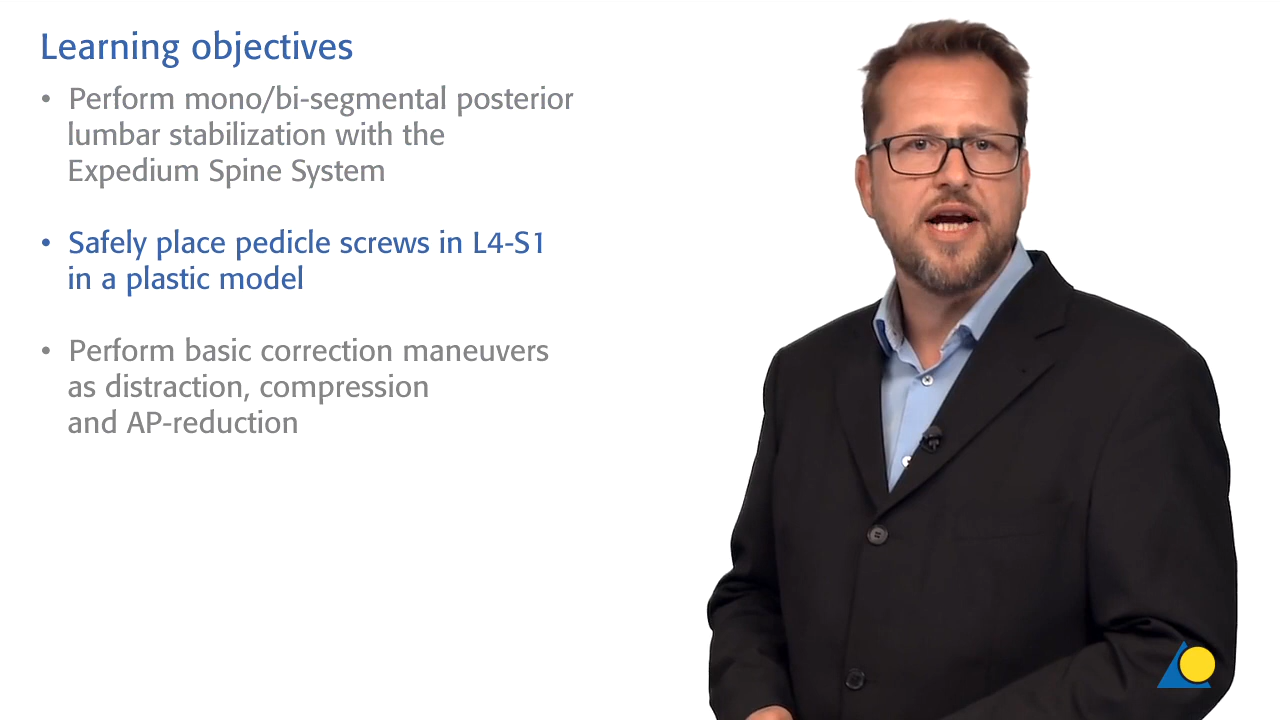 Learning objectives
• Perform mono/bi-segmental posterior
lumbar stabilization with the
Expedium Spine System
• Safely place pedicle screws in L4-S1
in a plastic model
• Perform basic correction maneuvers
as distraction, compression
and AP-reduction